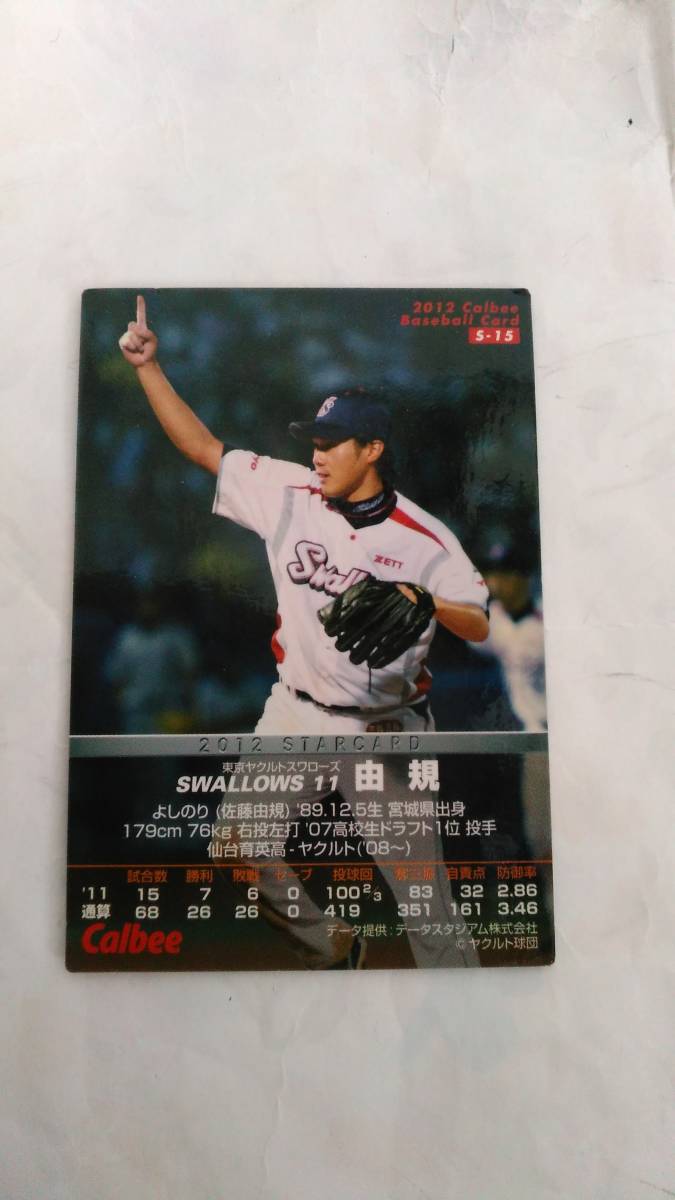 2012 Calbee
Baseball Card
S-15
ZETT
2012 STARCARD
東京ヤクルトスワローズ
SWALLOWS 11 由規
よしのり (佐藤由規) '89.12.5生 宮城県出身
179cm 76kg 右投左打 '07高校生ドラフト1位 投手
仙台育英高-ヤクルト('08〜)
試合数 勝利 敗戦 セーブ 投球回 奪三振 自責点 防御率
'11 15 7 6 0 100 2/3 83 32 2.86
通算 68 26 26 0 419 351 161 3.46
Calbee
データ提供:データスタジアム株式会社
©ヤクルト球団